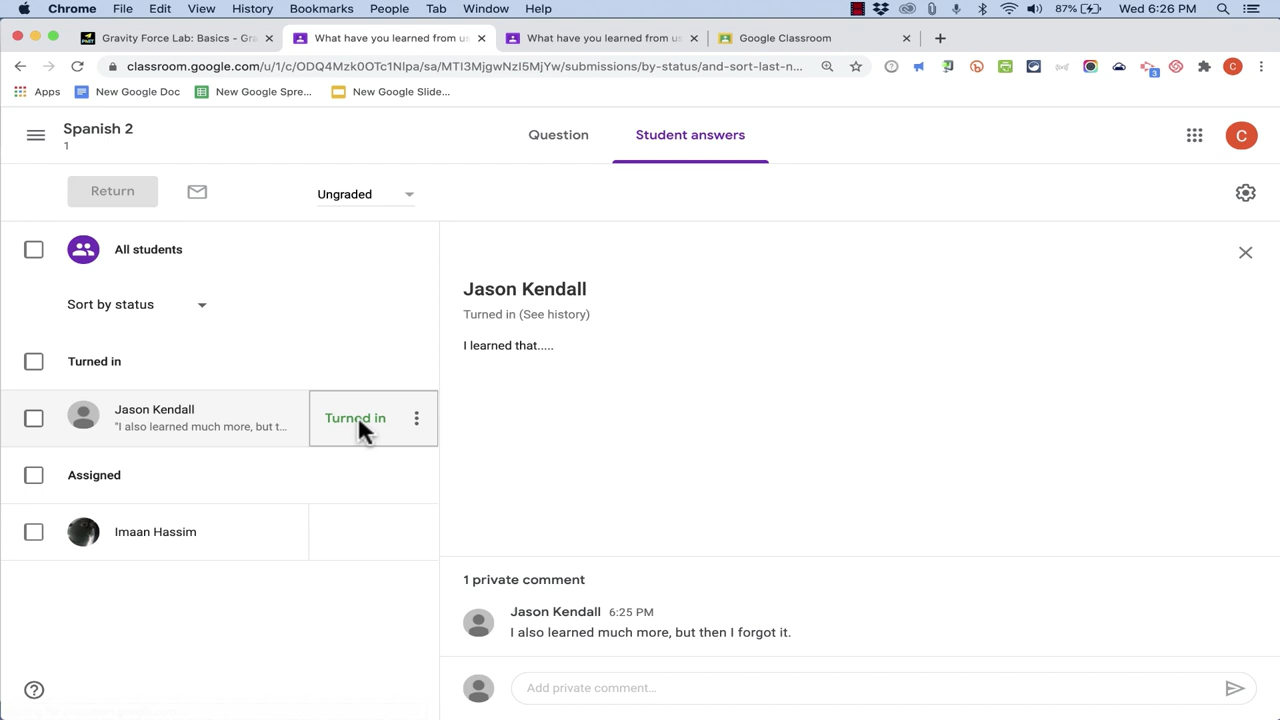 Chrome File Edit View History Bookmarks People Tab Window Help 87% Wed 6:26 PM
Gravity Force Lab: Basics - Gra
What have you learned from us
What have you learned from us
Google Classroom
classroom.google.com/u/1/c/ODQ4Mzk0OTc1Nlpa/sa/MTI3MjgwNzI5MjYw/submissions/by-status/and-sort-last-n...
3
C
Apps New Google Doc New Google Spre... New Google Slide...
Spanish 2
1
Question Student answers
C
Return
Ungraded
All students
Sort by status
Jason Kendall
Turned in (See history)
I learned that.....
Turned in
Jason Kendall
"I also learned much more, but t...
Turned in
Assigned
Imaan Hassim
1 private comment
Jason Kendall 6:25 PM
I also learned much more, but then I forgot it.
Add private comment...